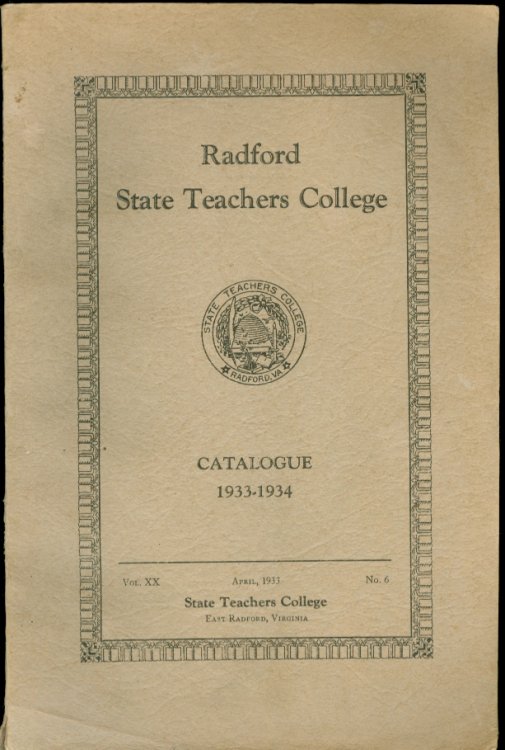 Radford
State Teachers College
STATE TEACHERS COLLEGE
RADFORD, VA
CATALOGUE
1933-1934
Vol. XX April, 1933 No. 6
State Teachers College
East Radford, Virginia